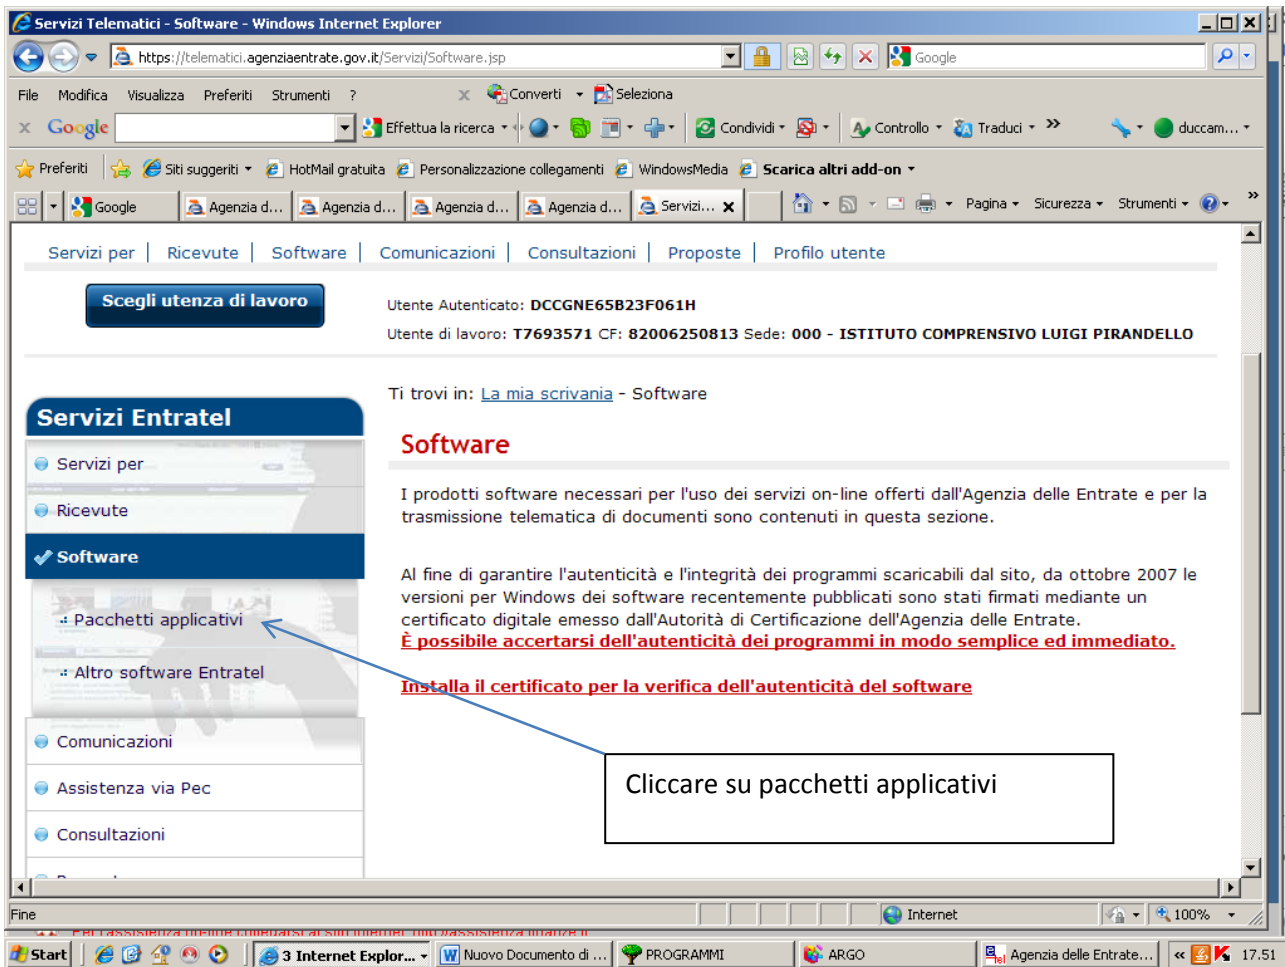 Servizi Telematici - Software - Windows Internet Explorer
https://telematici.agenziaentrate.gov.it/Servizi/Software.jsp
Google
File Modifica Visualizza Preferiti Strumenti ? Converti Seleziona
Google Effettua la ricerca Condividi Controllo Traduci duccam...
Preferiti Siti suggeriti HotMail gratuita Personalizzazione collegamenti WindowsMedia Scarica altri add-on
Google Agenzia d... Agenzia d... Agenzia d... Agenzia d... Servizi... Pagina Sicurezza Strumenti
Servizi per | Ricevute | Software | Comunicazioni | Consultazioni | Proposte | Profilo utente
Scegli utenza di lavoro
Utente Autenticato: DCCGNE65B23F061H
Utente di lavoro: T7693571 CF: 82006250813 Sede: 000 - ISTITUTO COMPRENSIVO LUIGI PIRANDELLO
Ti trovi in: La mia scrivania - Software
Servizi Entratel
Servizi per
Ricevute
Software
Pacchetti applicativi
Altro software Entratel
Comunicazioni
Assistenza via Pec
Consultazioni
Software
I prodotti software necessari per l'uso dei servizi on-line offerti dall'Agenzia delle Entrate e per la
trasmissione telematica di documenti sono contenuti in questa sezione.
Al fine di garantire l'autenticità e l'integrità dei programmi scaricabili dal sito, da ottobre 2007 le
versioni per Windows dei software recentemente pubblicati sono stati firmati mediante un
certificato digitale emesso dall'Autorità di Certificazione dell'Agenzia delle Entrate.
È possibile accertarsi dell'autenticità dei programmi in modo semplice ed immediato.
Installa il certificato per la verifica dell'autenticità del software
Cliccare su pacchetti applicativi
Fine Internet 100%
Start 3 Internet Explor... Nuovo Documento di ... PROGRAMMI ARGO Agenzia delle Entrate... 17.51